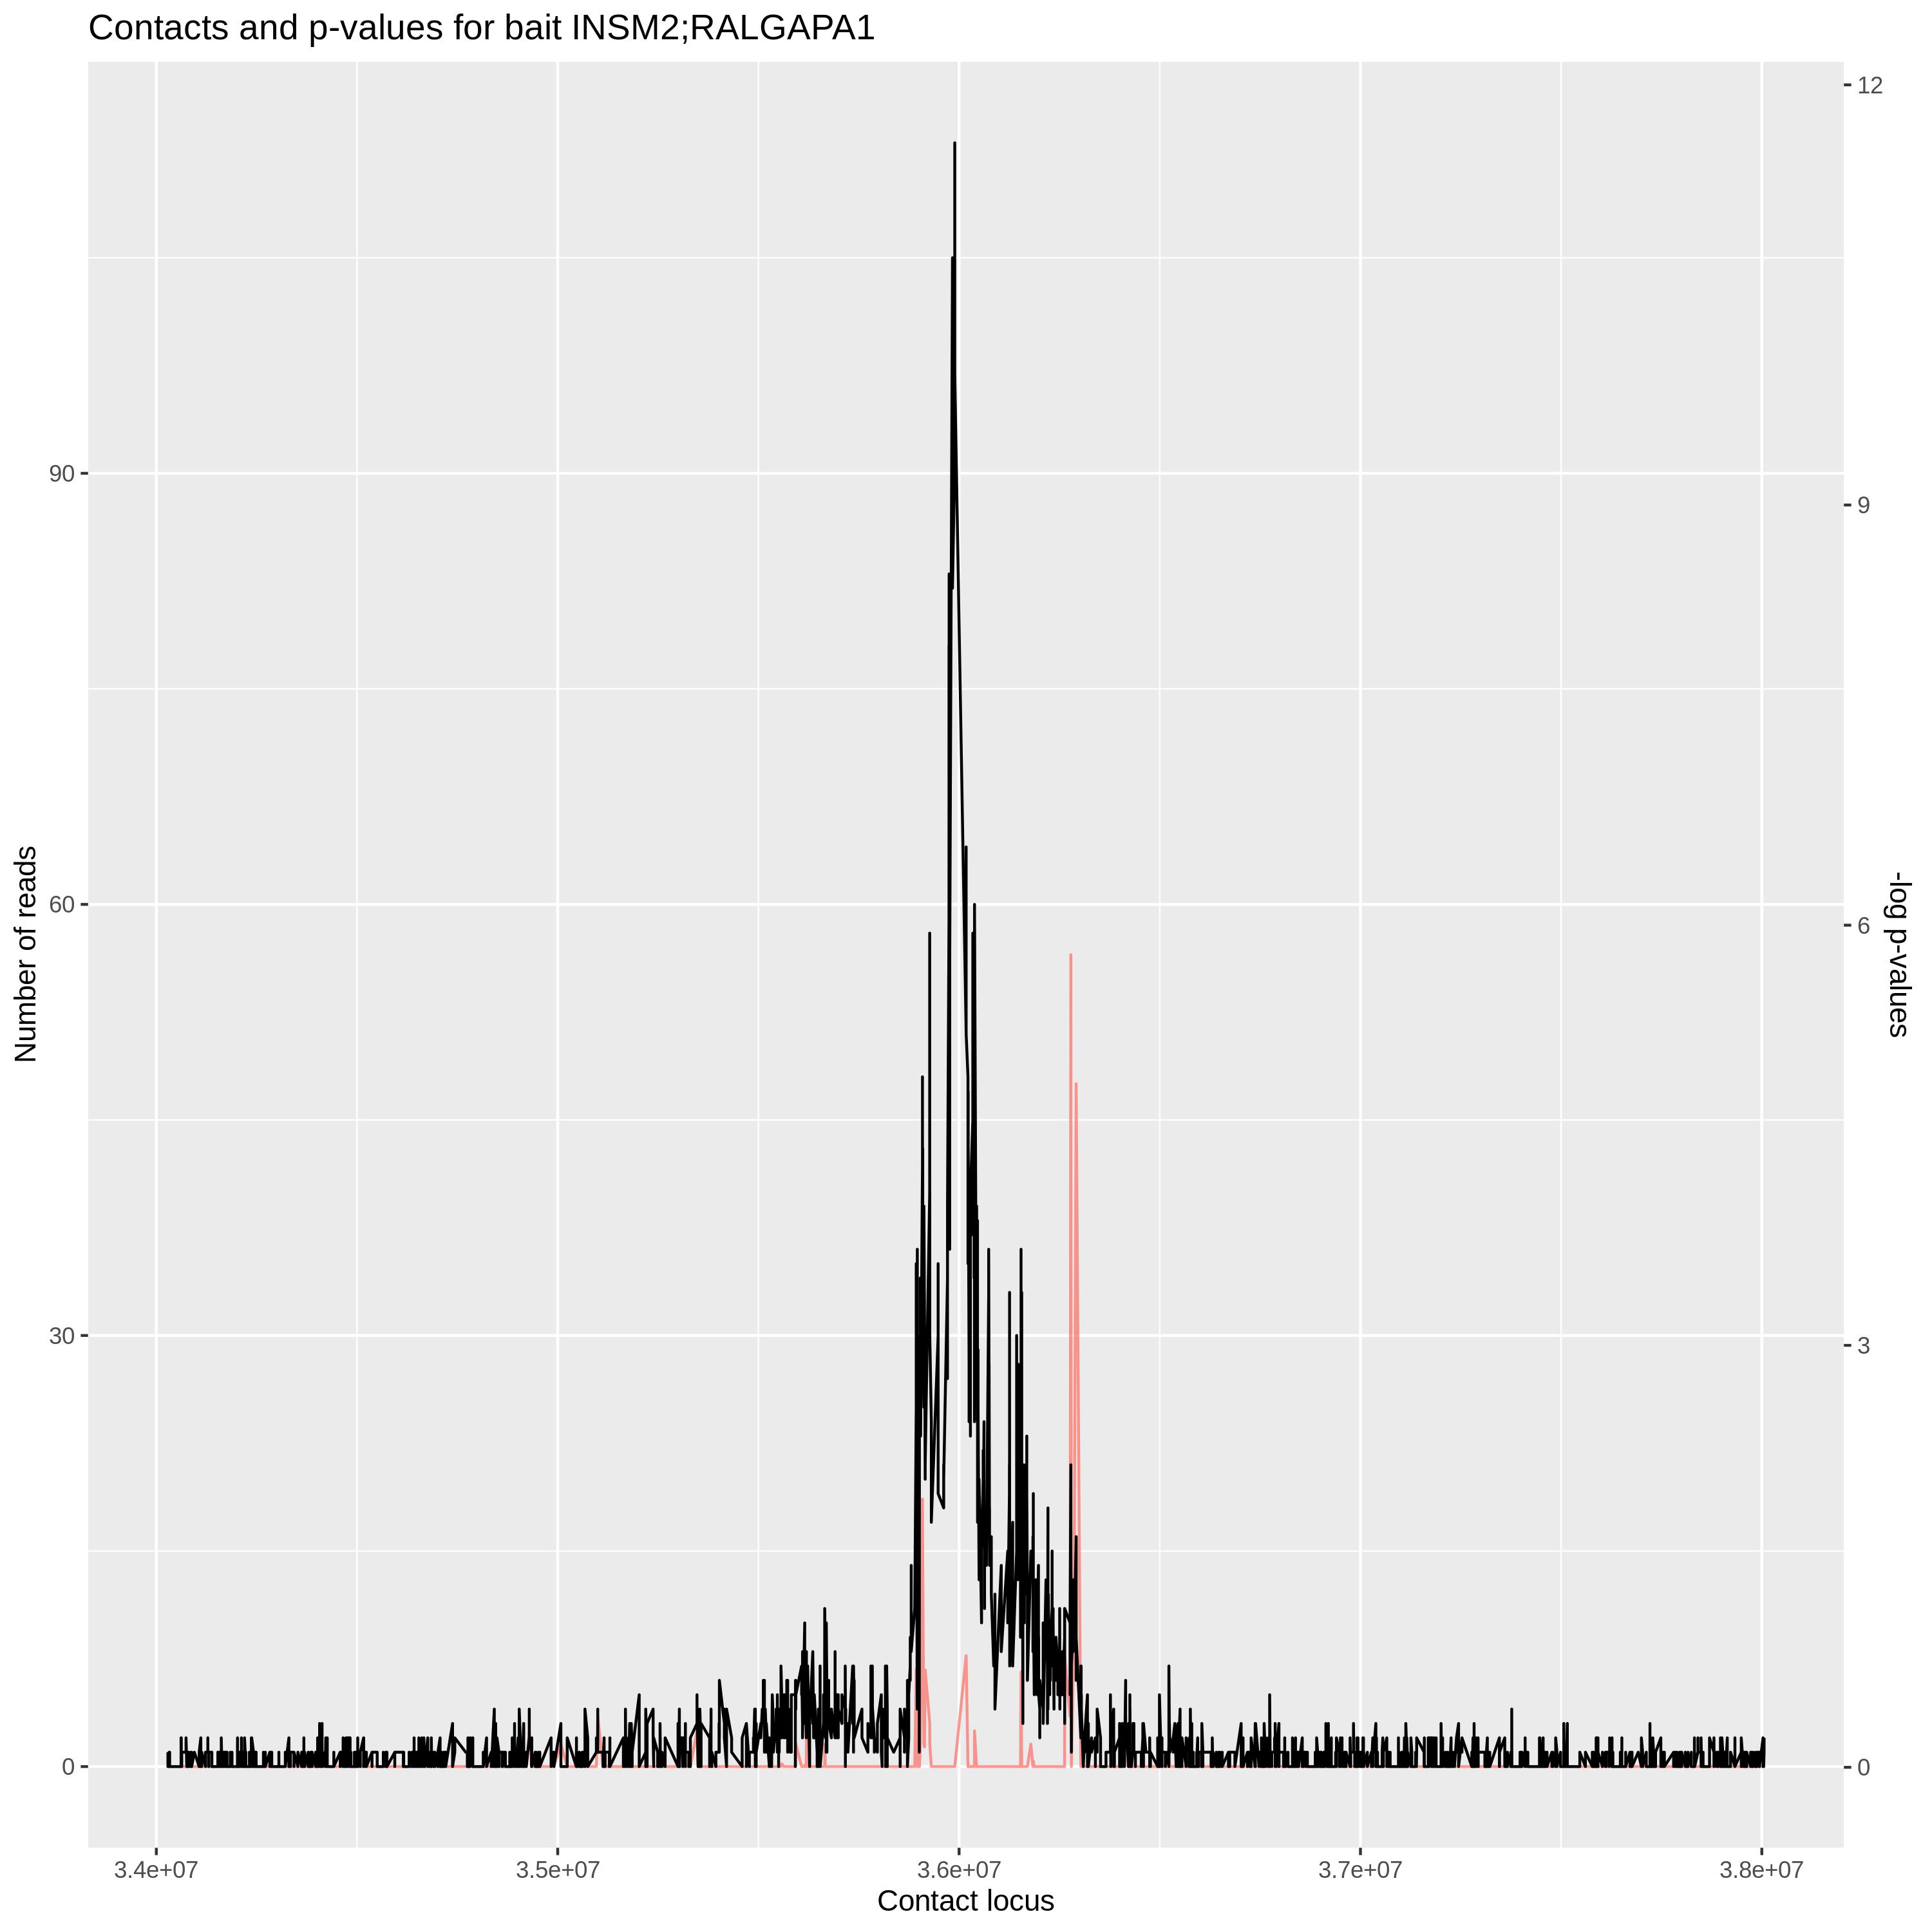 Contacts and p-values for bait INSM2;RALGAPA1
12
9
6
3
0
90
60
30
0
Number of reads
-log p-values
3.4e+07 3.5e+07 3.6e+07 3.7e+07 3.8e+07
Contact locus